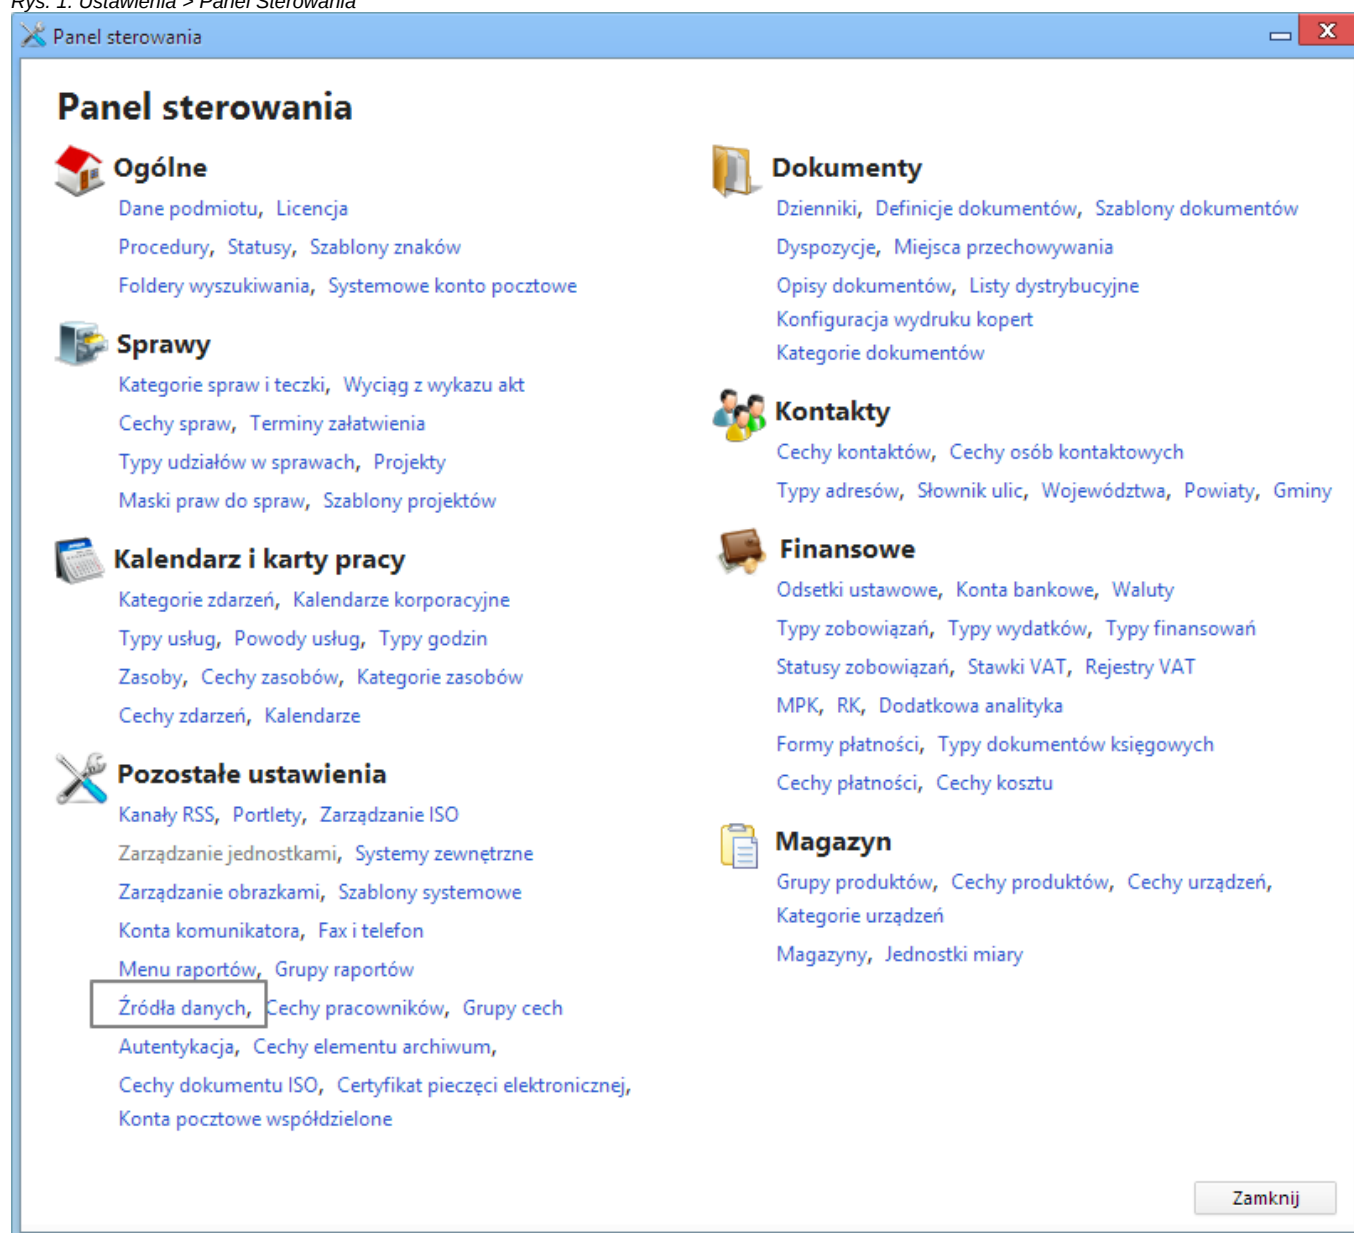 Rys. 1. Ustawienia > Panel Sterowania
Panel sterowania
Panel sterowania
Ogólne
Dane podmiotu, Licencja
Procedury, Statusy, Szablony znaków
Foldery wyszukiwania, Systemowe konto pocztowe
Sprawy
Kategorie spraw i teczki, Wyciąg z wykazu akt
Cechy spraw, Terminy załatwienia
Typy udziałów w sprawach, Projekty
Maski praw do spraw, Szablony projektów
Kalendarz i karty pracy
Kategorie zdarzeń, Kalendarze korporacyjne
Typy usług, Powody usług, Typy godzin
Zasoby, Cechy zasobów, Kategorie zasobów
Cechy zdarzeń, Kalendarze
Pozostałe ustawienia
Kanały RSS, Portlety, Zarządzanie ISO
Zarządzanie jednostkami, Systemy zewnętrzne
Zarządzanie obrazkami, Szablony systemowe
Konta komunikatora, Fax i telefon
Menu raportów, Grupy raportów
Źródła danych, Cechy pracowników, Grupy cech
Autentykacja, Cechy elementu archiwum,
Cechy dokumentu ISO, Certyfikat pieczęci elektronicznej,
Konta pocztowe współdzielone
Dokumenty
Dzienniki, Definicje dokumentów, Szablony dokumentów
Dyspozycje, Miejsca przechowywania
Opisy dokumentów, Listy dystrybucyjne
Konfiguracja wydruku kopert
Kategorie dokumentów
Kontakty
Cechy kontaktów, Cechy osób kontaktowych
Typy adresów, Słownik ulic, Województwa, Powiaty, Gminy
Finansowe
Odsetki ustawowe, Konta bankowe, Waluty
Typy zobowiązań, Typy wydatków, Typy finansowań
Statusy zobowiązań, Stawki VAT, Rejestry VAT
MPK, RK, Dodatkowa analityka
Formy płatności, Typy dokumentów księgowych
Cechy płatności, Cechy kosztu
Magazyn
Grupy produktów, Cechy produktów, Cechy urządzeń,
Kategorie urządzeń
Magazyny, Jednostki miary
Zamknij